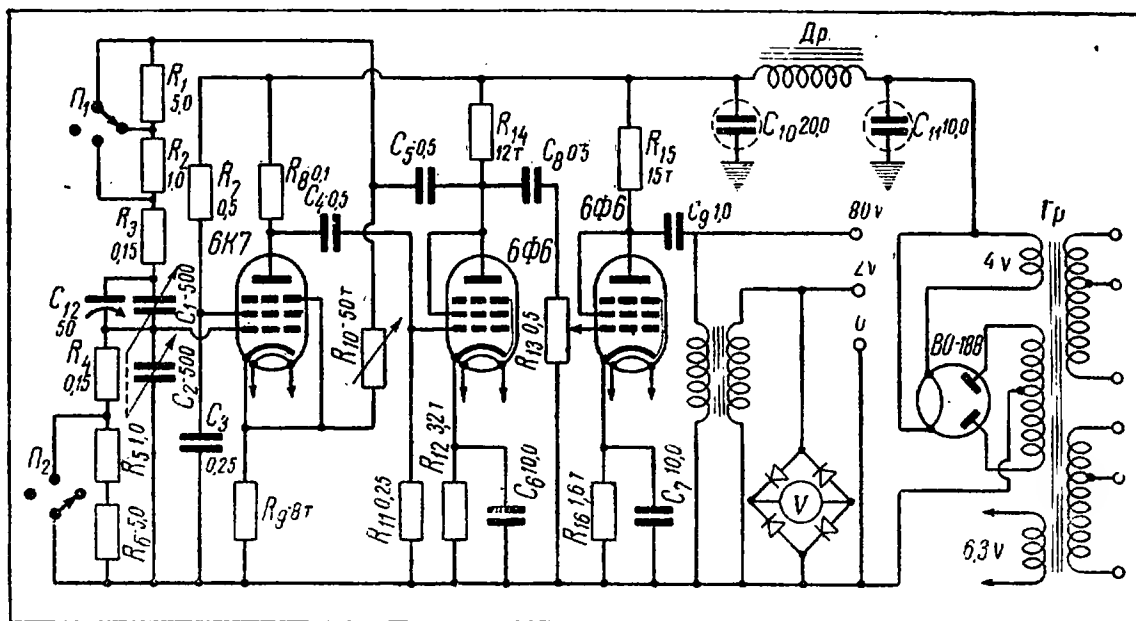 П₁
R₁
5,0
R₂
1,0
R₃
0,15
C₁₂
50
C₁-500
R₄
0,15
C₂-500
П₂
R₅ 1,0
R₆-5,0
R₂
0,5
6К7
C₃
0,25
R₈ 0,1
C₄-0,5
R₉-8т
C₅-0,5
R₁₀-50т
R₁₁ 0,25
R₁₄
12т
6Ф6
R₁₂ 3,2т
C₆ 10,0
C₈ 0,5
R₁₃ 0,5
R₁₅
15т
6Ф6
R₁₆ 1,6т
C₇ 10,0
C₉ 1,0
Др.
C₁₀ 20,0
C₁₁ 10,0
80 v
2v
0
V
Тр
4 v
ВО-188
6,3 v